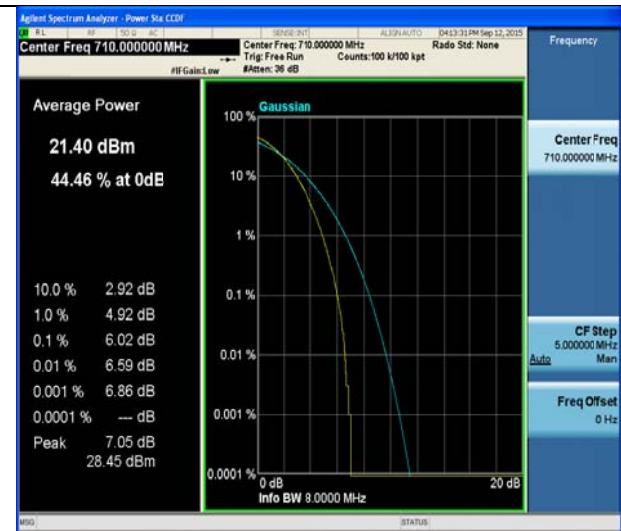 Agilent Spectrum Analyzer - Power Stat CCDF
RL RF 50 Ω AC SENSE:INT ALIGN AUTO 04:13:31 PM Sep 12, 2015
Center Freq 710.000000 MHz
Center Freq: 710.000000 MHz Radio Std: None
Trig: Free Run Counts:100 k/100 kpt
#IFGain:Low #Atten: 36 dB
Frequency
Average Power
21.40 dBm
44.46 % at 0dB
10.0 % 2.92 dB
1.0 % 4.92 dB
0.1 % 6.02 dB
0.01 % 6.59 dB
0.001 % 6.86 dB
0.0001 % --- dB
Peak 7.05 dB
28.45 dBm
Gaussian
100 %
10 %
1 %
0.1 %
0.01 %
0.001 %
0.0001 %
0 dB 20 dB
Info BW 8.0000 MHz
Center Freq
710.000000 MHz
CF Step
5.000000 MHz
Auto Man
Freq Offset
0 Hz
MSG STATUS